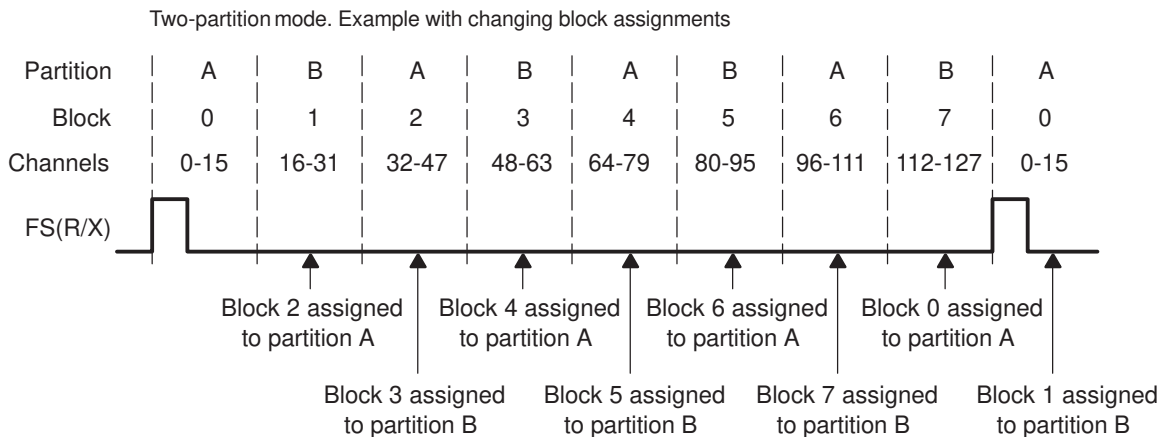 Two-partition mode. Example with changing block assignments
Partition A B A B A B A B A
Block 0 1 2 3 4 5 6 7 0
Channels 0-15 16-31 32-47 48-63 64-79 80-95 96-111 112-127 0-15
FS(R/X)
Block 2 assigned Block 4 assigned Block 6 assigned Block 0 assigned
to partition A to partition A to partition A to partition A
Block 3 assigned Block 5 assigned Block 7 assigned Block 1 assigned
to partition B to partition B to partition B to partition B